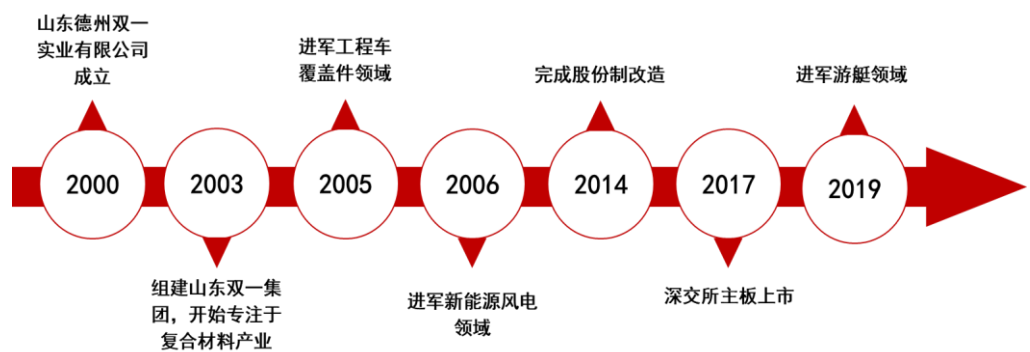 山东德州双一
实业有限公司
成立
进军工程车
覆盖件领域
完成股份制改造
进军游艇领域
2000
2003
2005
2006
2014
2017
2019
组建山东双一集
团，开始专注于
复合材料产业
进军新能源风电
领域
深交所主板上市